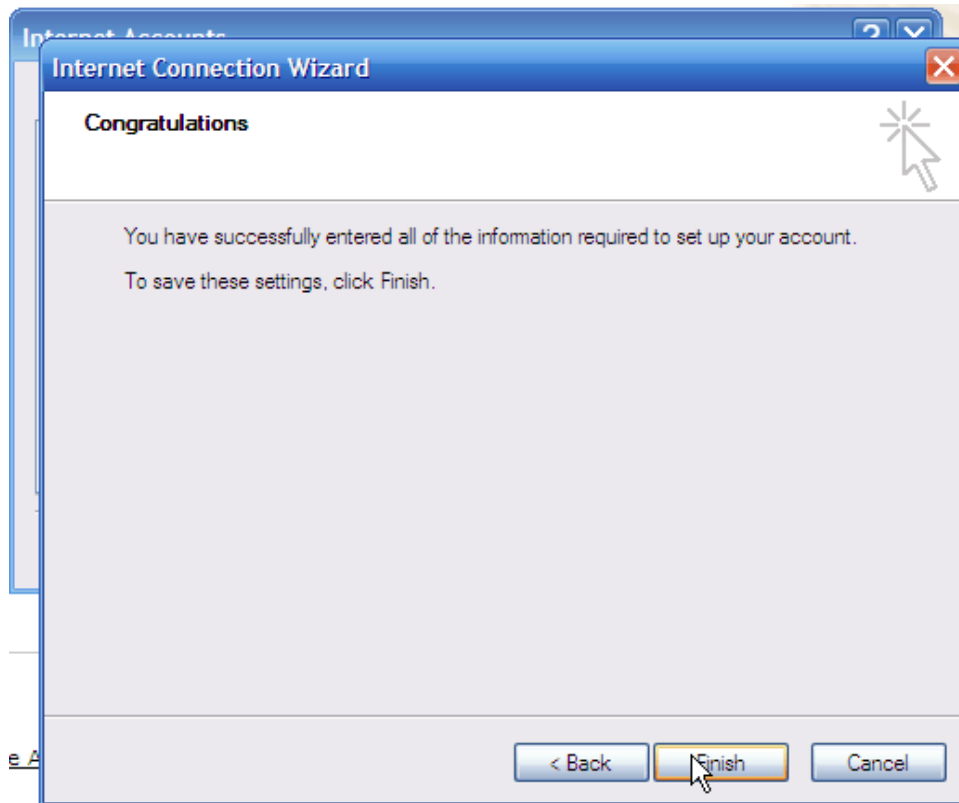 Internet Accounts
Internet Connection Wizard
Congratulations
You have successfully entered all of the information required to set up your account.
To save these settings, click Finish.
e A
< Back
Finish
Cancel